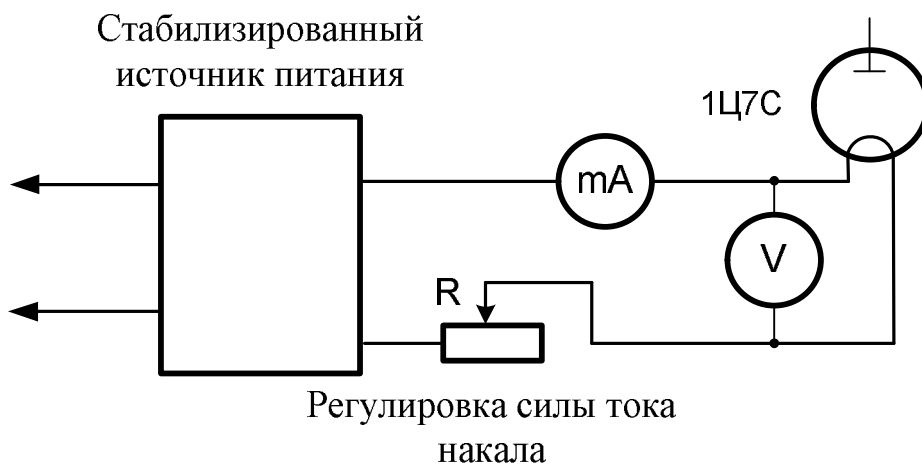 Стабилизированный
источник питания
1Ц7С
mA
V
R
Регулировка силы тока
накала